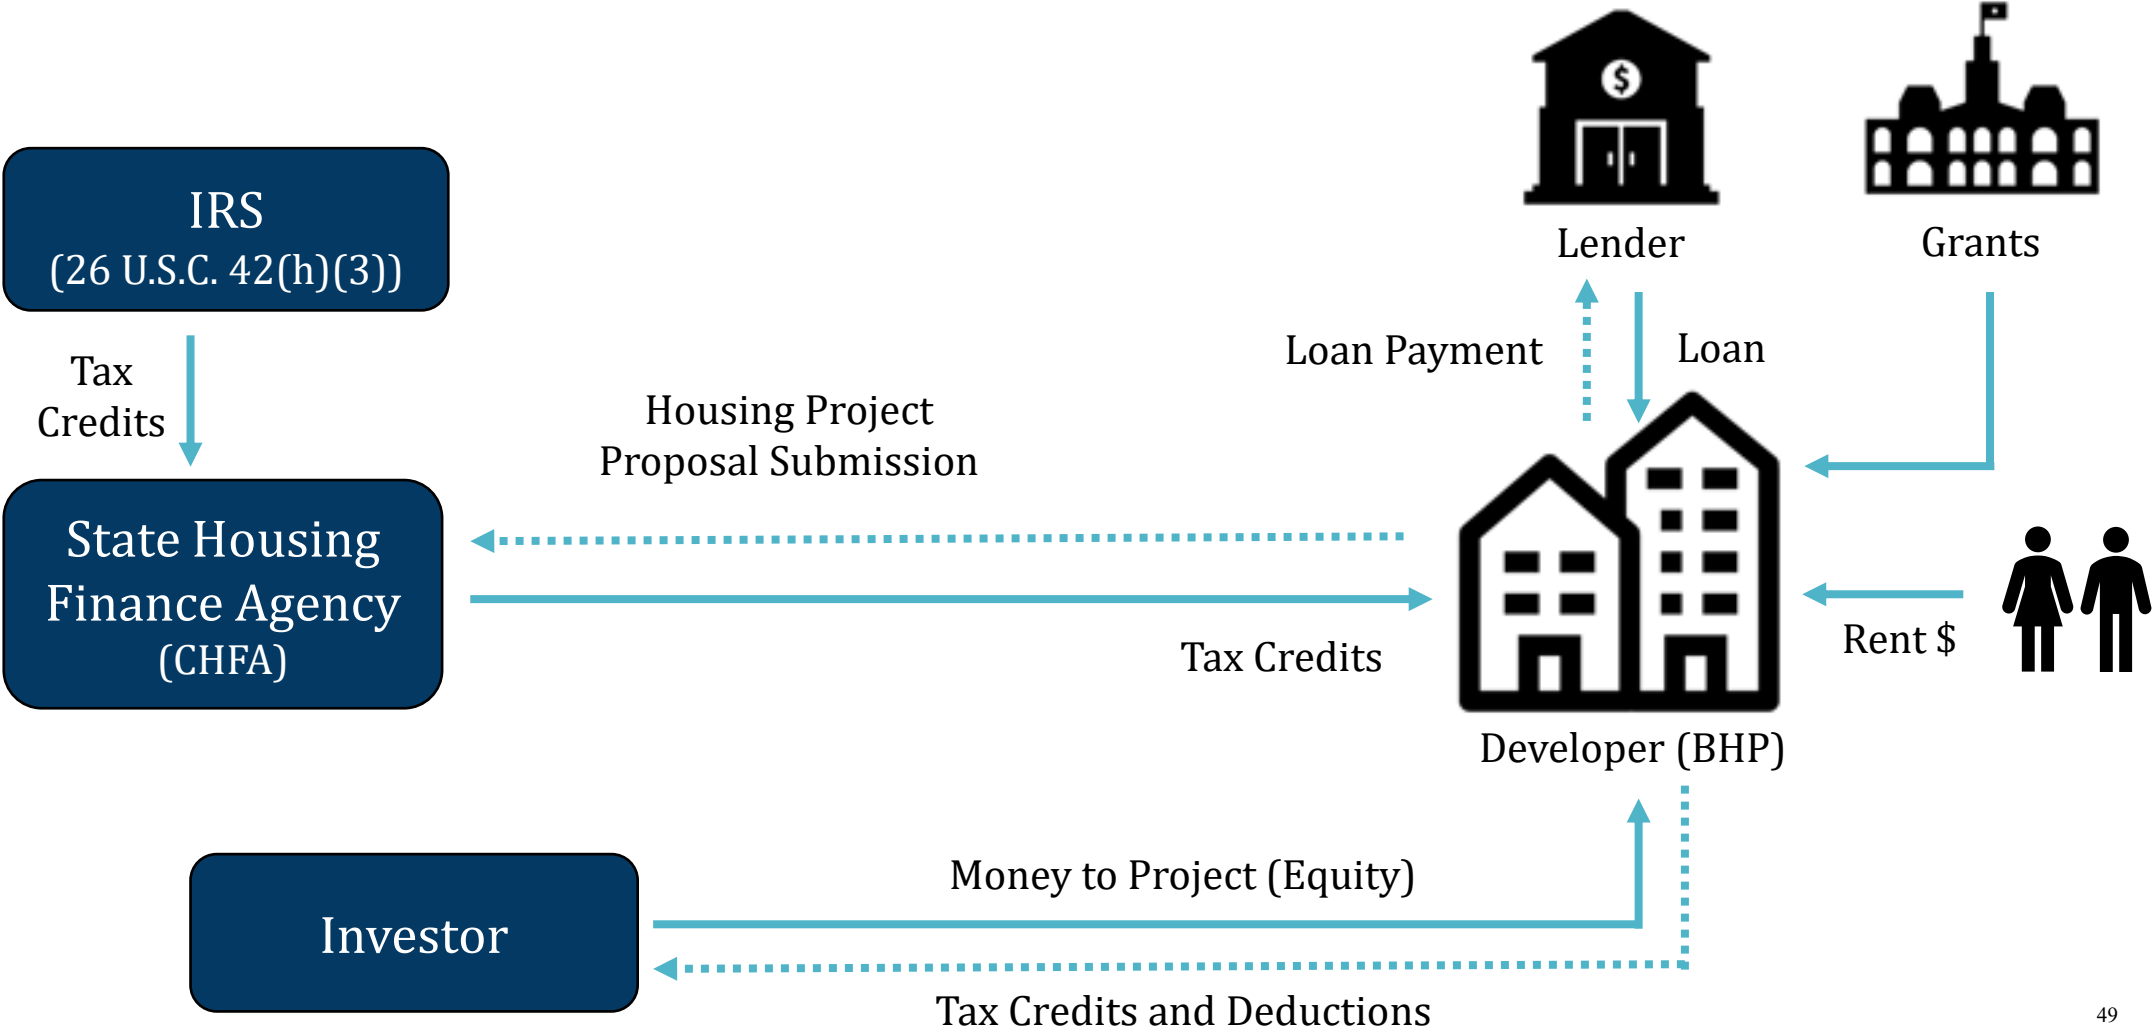 IRS
(26 U.S.C. 42(h)(3))
Tax
Credits
State Housing
Finance Agency
(CHFA)
Housing Project
Proposal Submission
Tax Credits
$
Lender
Grants
Loan Payment
Loan
Rent $
Developer (BHP)
Investor
Money to Project (Equity)
Tax Credits and Deductions
49